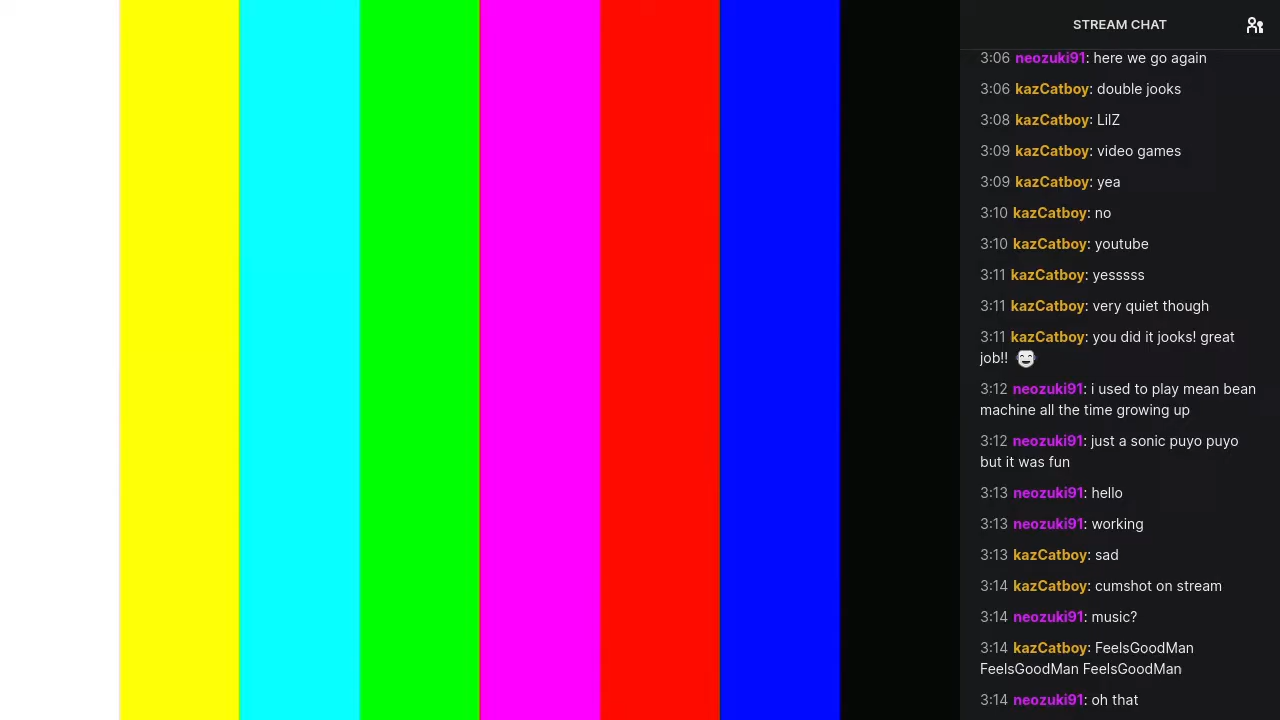 STREAM CHAT
3:06 neozuki91: here we go again
3:06 kazCatboy: double jooks
3:08 kazCatboy: LilZ
3:09 kazCatboy: video games
3:09 kazCatboy: yea
3:10 kazCatboy: no
3:10 kazCatboy: youtube
3:11 kazCatboy: yesssss
3:11 kazCatboy: very quiet though
3:11 kazCatboy: you did it jooks! great
job!!
3:12 neozuki91: i used to play mean bean
machine all the time growing up
3:12 neozuki91: just a sonic puyo puyo
but it was fun
3:13 neozuki91: hello
3:13 neozuki91: working
3:13 kazCatboy: sad
3:14 kazCatboy: cumshot on stream
3:14 neozuki91: music?
3:14 kazCatboy: FeelsGoodMan
FeelsGoodMan FeelsGoodMan
3:14 neozuki91: oh that